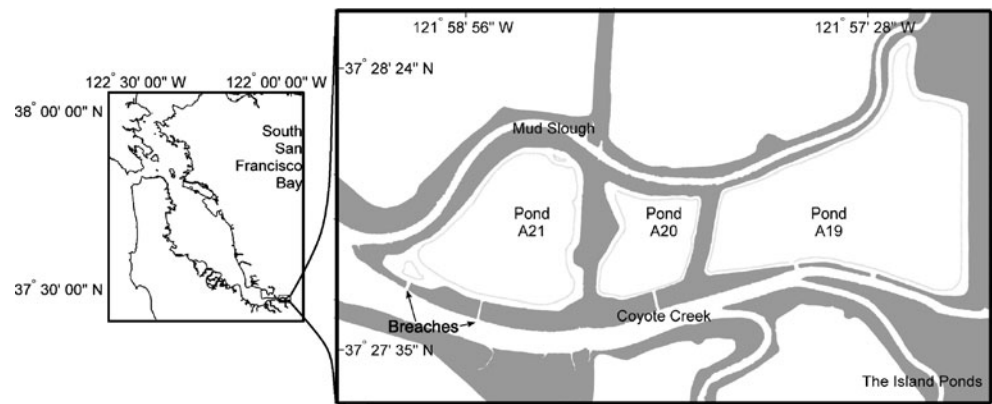 122° 30' 00" W
122° 00' 00" W
38° 00' 00" N
37° 30' 00" N
South
San
Francisco
Bay
121° 58' 56" W
121° 57' 28" W
37° 28' 24" N
Mud Slough
Pond
A21
Pond
A20
Pond
A19
Breaches
Coyote Creek
37° 27' 35" N
The Island Ponds